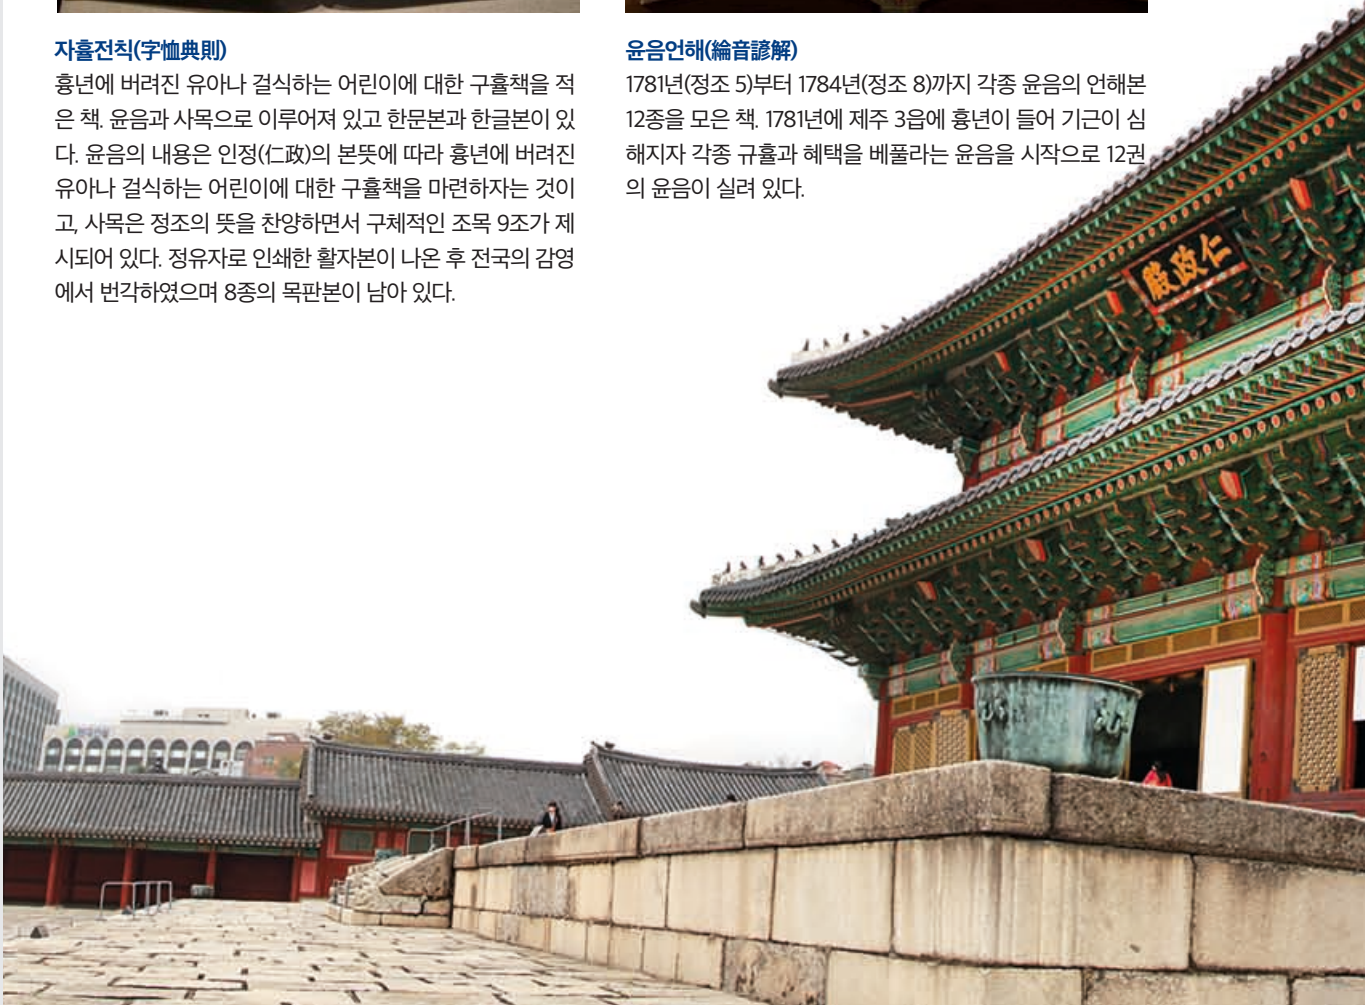 자휼전칙(字恤典則)
흉년에 버려진 유아나 걸식하는 어린이에 대한 구휼책을 적
은 책. 윤음과 사목으로 이루어져 있고 한문본과 한글본이 있
다. 윤음의 내용은 인정(仁政)의 본뜻에 따라 흉년에 버려진
유아나 걸식하는 어린이에 대한 구휼책을 마련하자는 것이
고, 사목은 정조의 뜻을 찬양하면서 구체적인 조목 9조가 제
시되어 있다. 정유자로 인쇄한 활자본이 나온 후 전국의 감영
에서 번각하였으며 8종의 목판본이 남아 있다.
윤음언해(綸音諺解)
1781년(정조 5)부터 1784년(정조 8)까지 각종 윤음의 언해본
12종을 모은 책. 1781년에 제주 3읍에 흉년이 들어 기근이 심
해지자 각종 규휼과 혜택을 베풀라는 윤음을 시작으로 12권
의 윤음이 실려 있다.
殿政仁